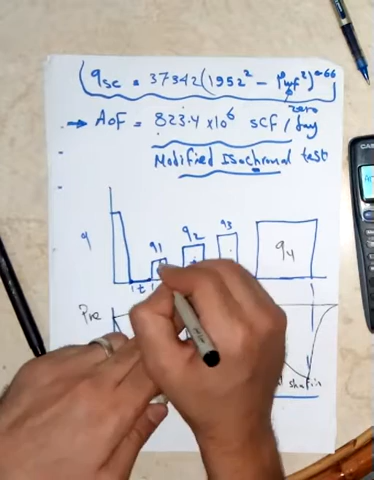 qsc = 37342(1952² - Pwf²)^0.66
zero
→ AOF = 823.4 x10⁶ scf/day
Modified Isochronal test
q
q1 q2 q3 q4
t
Pre